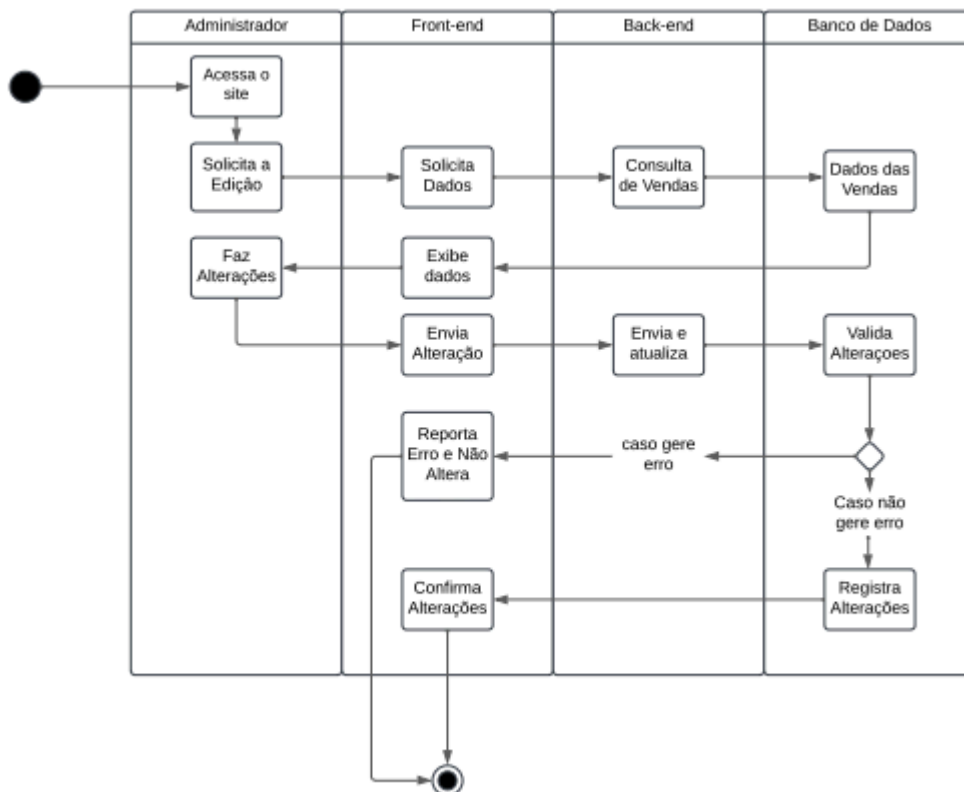 Administrador
Front-end
Back-end
Banco de Dados
Acessa o
site
Solicita a
Edição
Solicita
Dados
Consulta
de Vendas
Dados das
Vendas
Faz
Alterações
Exibe
dados
Envia
Alteração
Envia e
atualiza
Valida
Alteraçoes
Reporta
Erro e Não
Altera
caso gere
erro
Caso não
gere erro
Confirma
Alterações
Registra
Alterações